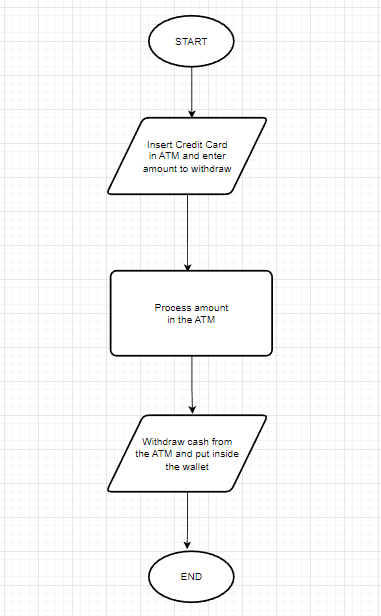 START
Insert Credit Card
in ATM and enter
amount to withdraw
Process amount
in the ATM
Withdraw cash from
the ATM and put inside
the wallet
END